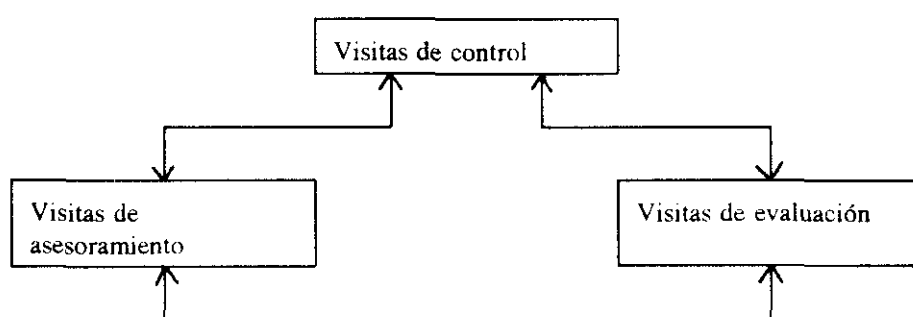 Visitas de control
Visitas de
asesoramiento
Visitas de evaluación